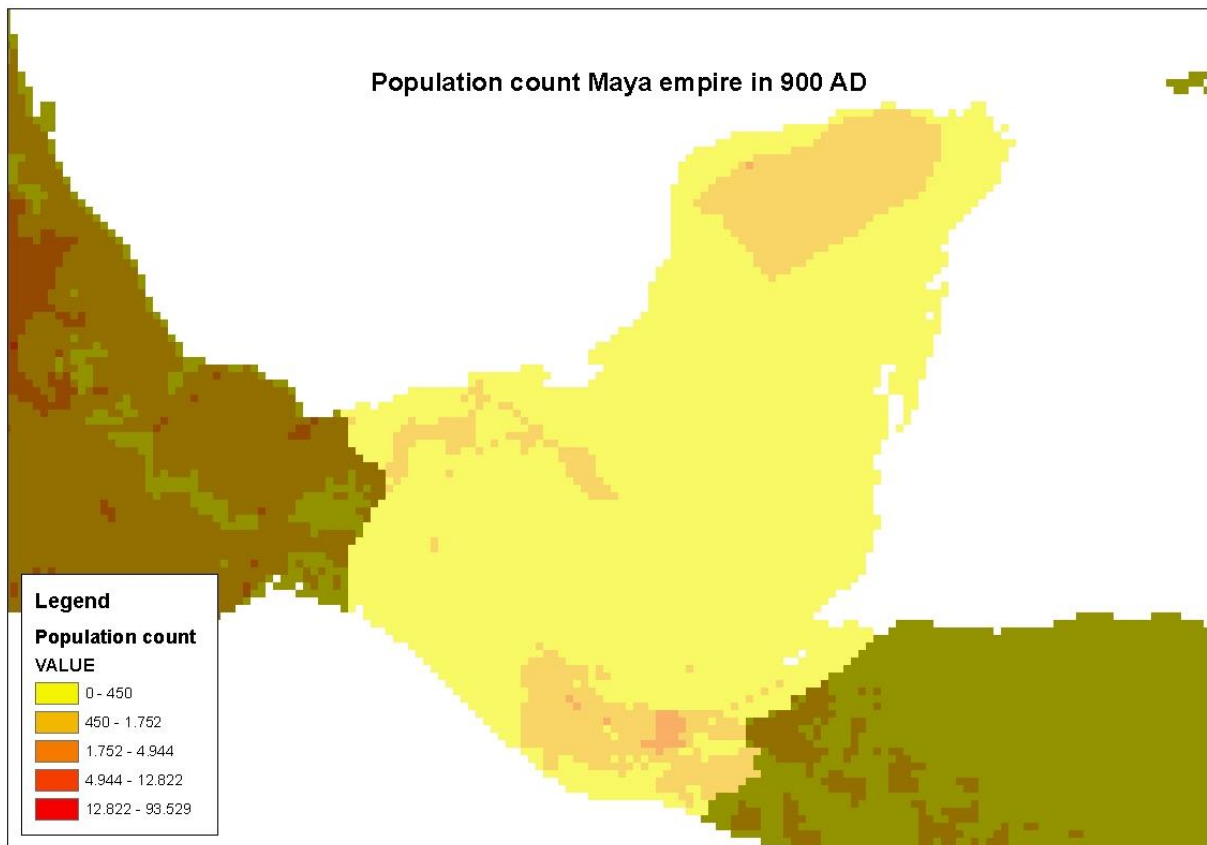 Population count Maya empire in 900 AD
Legend
Population count
VALUE
0 - 450
450 - 1.752
1.752 - 4.944
4.944 - 12.822
12.822 - 93.529